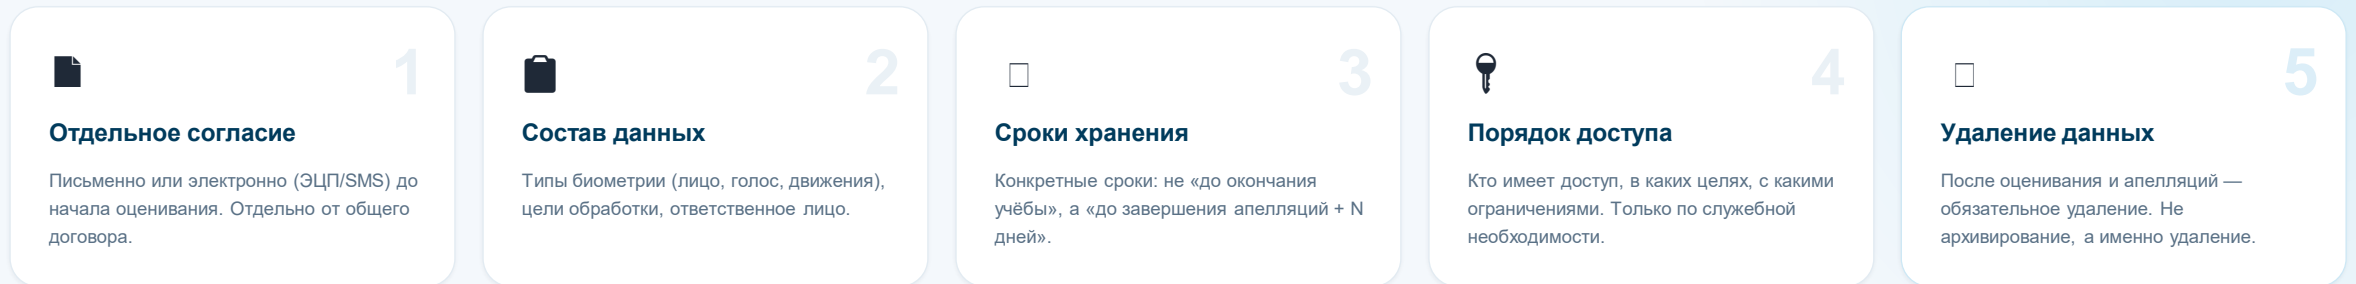 1
Отдельное согласие
Письменно или электронно (ЭЦП/SMS) до
начала оценивания. Отдельно от общего
договора.
2
Состав данных
Типы биометрии (лицо, голос, движения),
цели обработки, ответственное лицо.
3
Сроки хранения
Конкретные сроки: не «до окончания
учёбы», а «до завершения апелляций + N
дней».
4
Порядок доступа
Кто имеет доступ, в каких целях, с какими
ограничениями. Только по служебной
необходимости.
5
Удаление данных
После оценивания и апелляций —
обязательное удаление. Не
архивирование, а именно удаление.